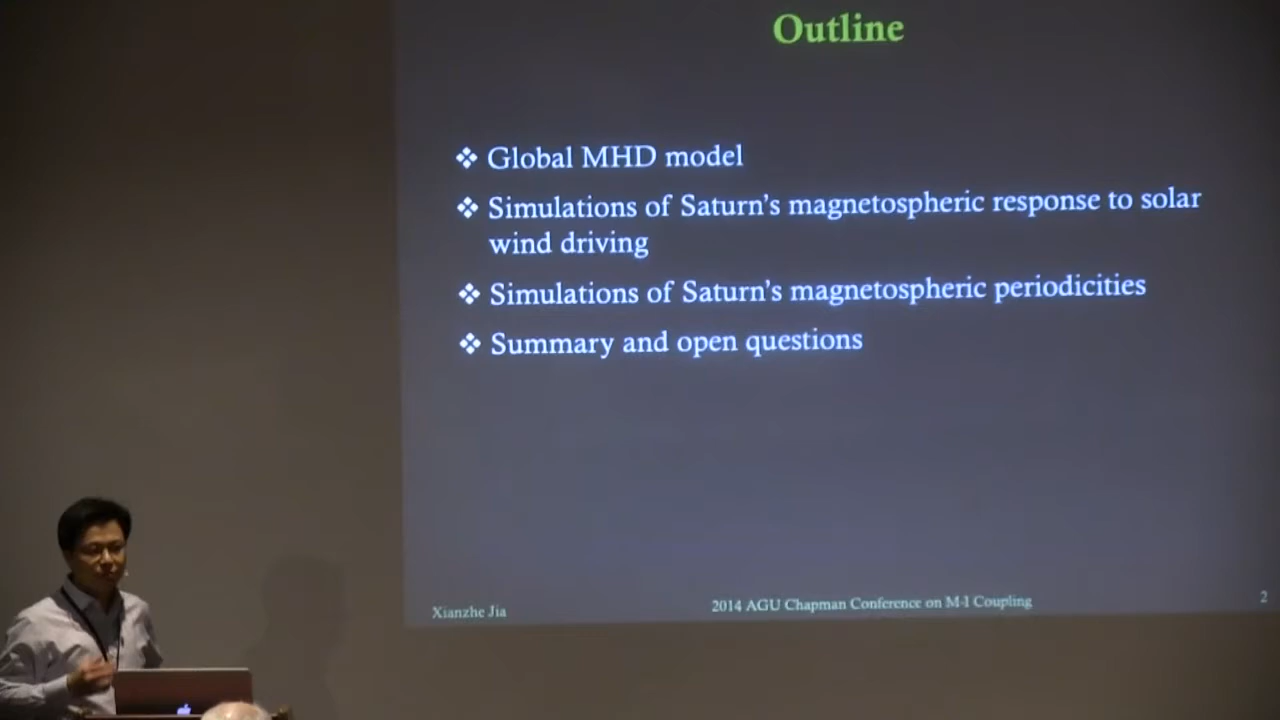 Outline
❖ Global MHD model
❖ Simulations of Saturn's magnetospheric response to solar
wind driving
❖ Simulations of Saturn's magnetospheric periodicities
❖ Summary and open questions
Xianzhe Jia
2014 AGU Chapman Conference on M-I Coupling
2